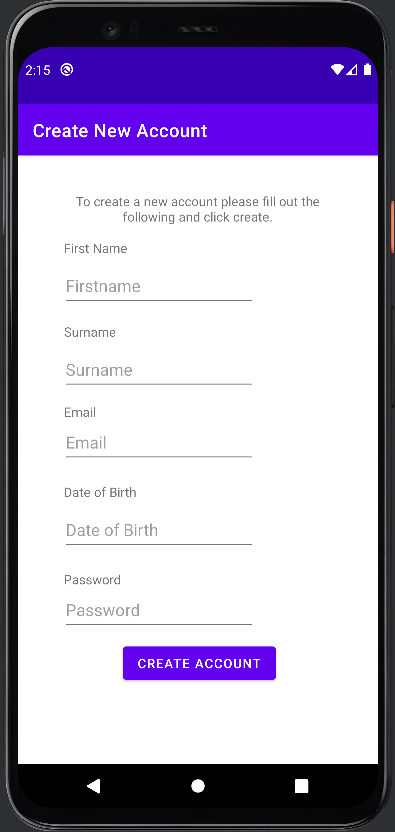 2:15
Create New Account
To create a new account please fill out the
following and click create.
First Name
Firstname
Surname
Surname
Email
Email
Date of Birth
Date of Birth
Password
Password
CREATE ACCOUNT